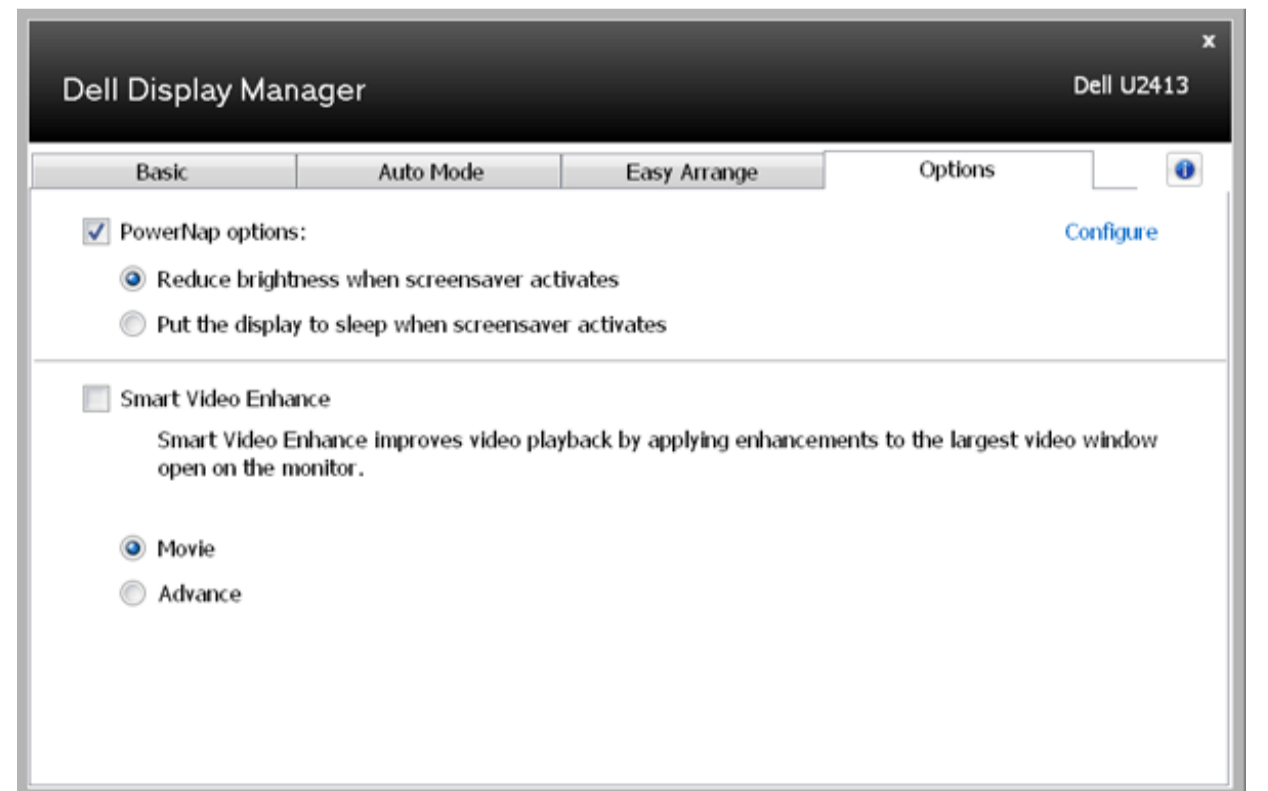 x
Dell Display Manager
Dell U2413
Basic
Auto Mode
Easy Arrange
Options
PowerNap options:
Configure
Reduce brightness when screensaver activates
Put the display to sleep when screensaver activates
Smart Video Enhance
Smart Video Enhance improves video playback by applying enhancements to the largest video window
open on the monitor.
Movie
Advance